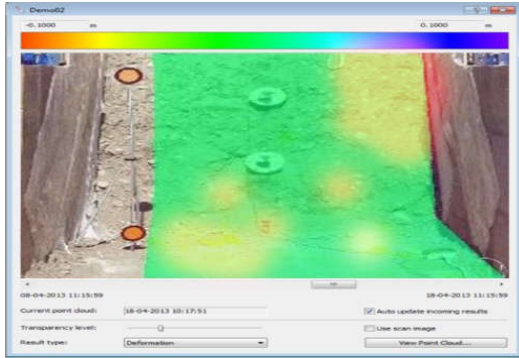 Demo02
-0.1000 m 0.1000 m
08-04-2013 11:15:59 18-04-2013 11:15:59
Current point cloud: 18-04-2013 10:17:51 Auto update incoming results
Transparency level: Use scan image
Result type: Deformation View Point Cloud...